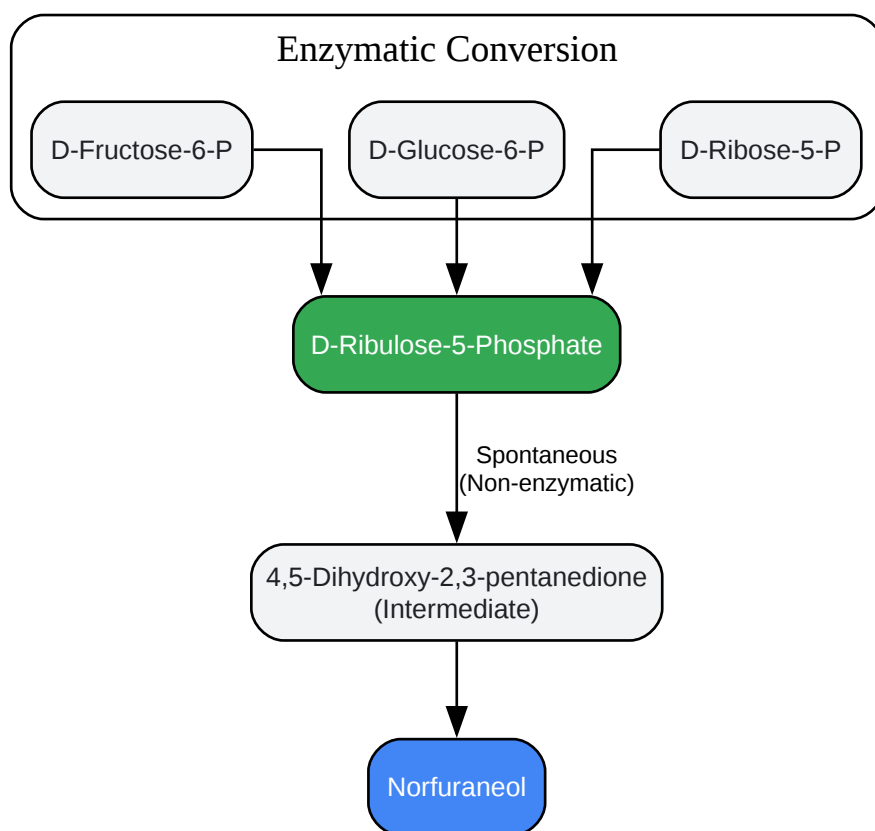 Enzymatic Conversion
D-Fructose-6-P
D-Glucose-6-P
D-Ribose-5-P
D-Ribulose-5-Phosphate
Spontaneous
(Non-enzymatic)
4,5-Dihydroxy-2,3-pentanedione
(Intermediate)
Norfuraneol